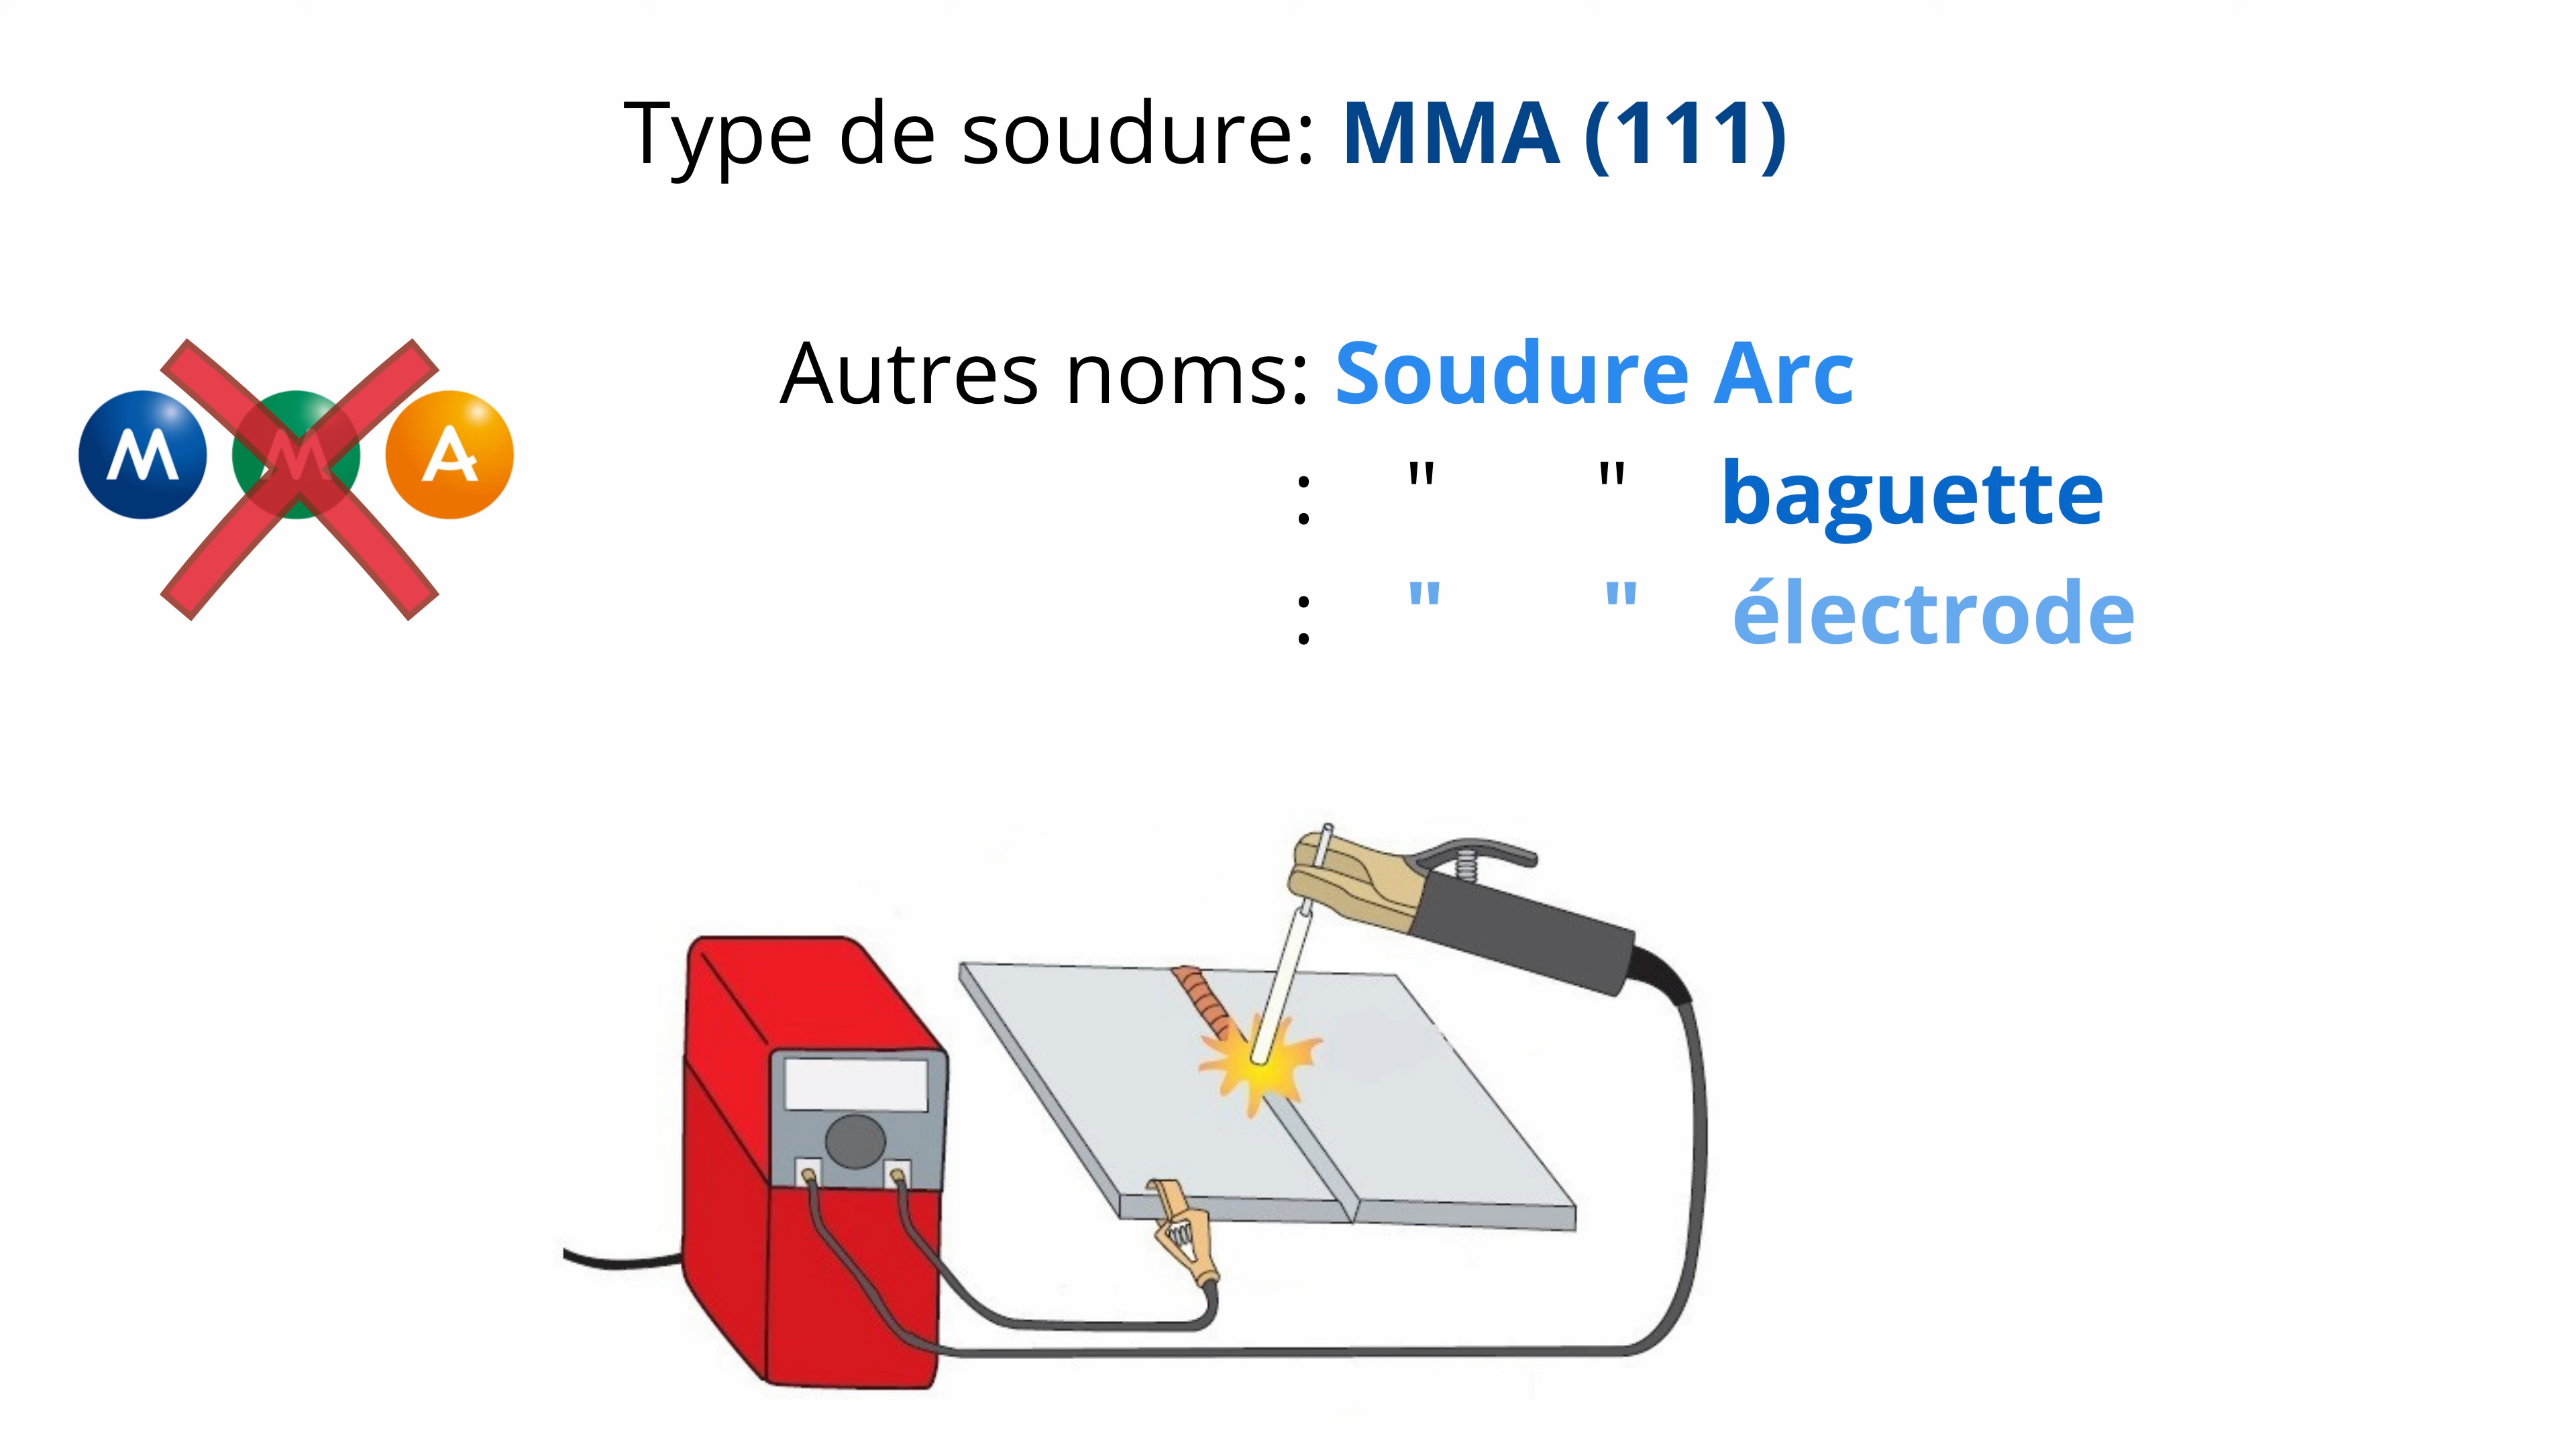 Type de soudure: MMA (111)
Autres noms: Soudure Arc
M M A
: " " baguette
: " " électrode